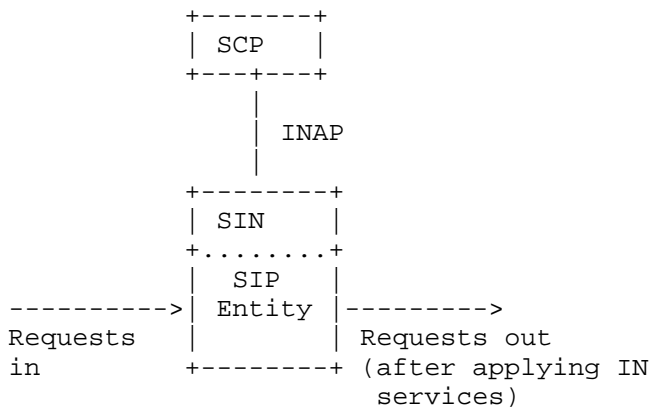 SCP
INAP
SIN
SIP
Entity
Requests
in
Requests out
(after applying IN
services)